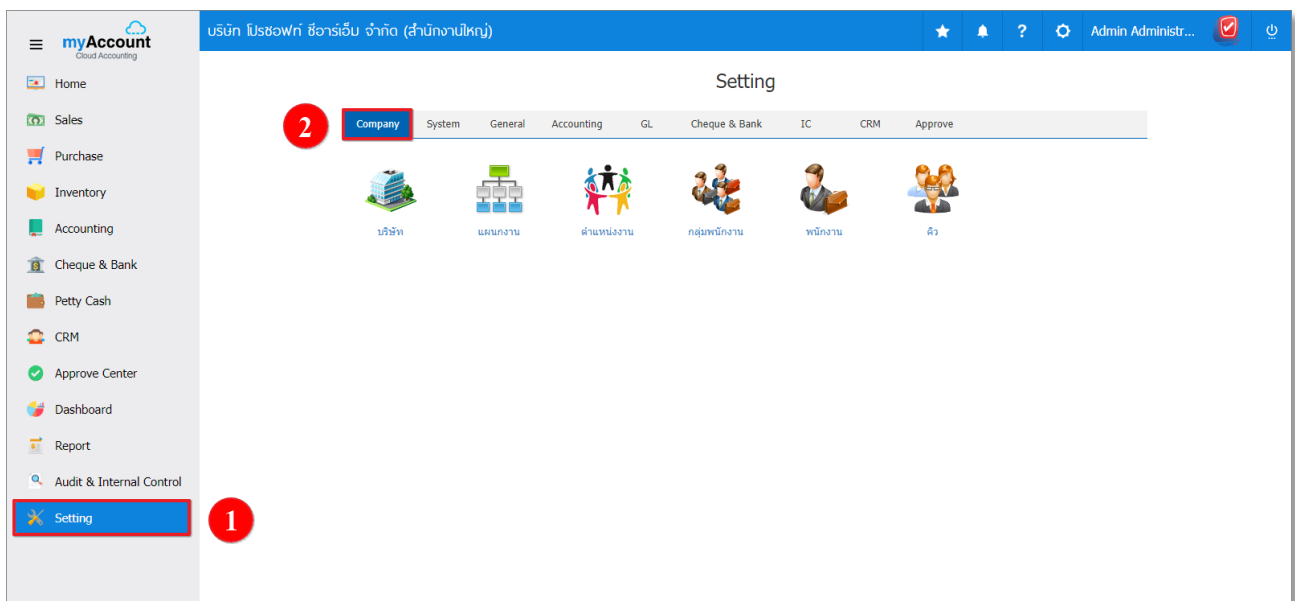 myAccount
Cloud Accounting
บริษัท โปรซอฟท์ ซีอาร์เอ็ม จำกัด (สำนักงานใหญ่)
Admin Administr...
Home
Sales
Purchase
Inventory
Accounting
Cheque & Bank
Petty Cash
CRM
Approve Center
Dashboard
Report
Audit & Internal Control
Setting
1
Setting
2
Company System General Accounting GL Cheque & Bank IC CRM Approve
บริษัท แผนกงาน ตำแหน่งงาน กลุ่มพนักงาน พนักงาน คิว